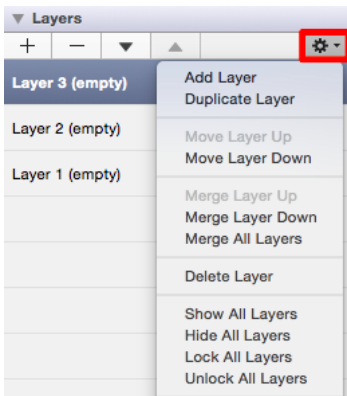 Layers
Layer 3 (empty)
Layer 2 (empty)
Layer 1 (empty)
Add Layer
Duplicate Layer
Move Layer Up
Move Layer Down
Merge Layer Up
Merge Layer Down
Merge All Layers
Delete Layer
Show All Layers
Hide All Layers
Lock All Layers
Unlock All Layers